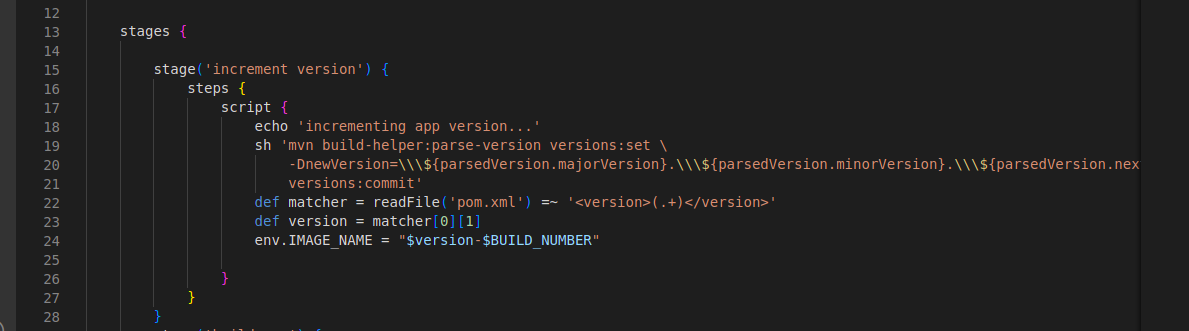 12
13 stages {
14
15 stage('increment version') {
16 steps {
17 script {
18 echo 'incrementing app version...'
19 sh 'mvn build-helper:parse-version versions:set \
20 -DnewVersion=\\\${parsedVersion.majorVersion}.\\\${parsedVersion.minorVersion}.\\\${parsedVersion.nex
21 versions:commit'
22 def matcher = readFile('pom.xml') =~ '<version>(.+)</version>'
23 def version = matcher[0][1]
24 env.IMAGE_NAME = "$version-$BUILD_NUMBER"
25
26 }
27 }
28 }